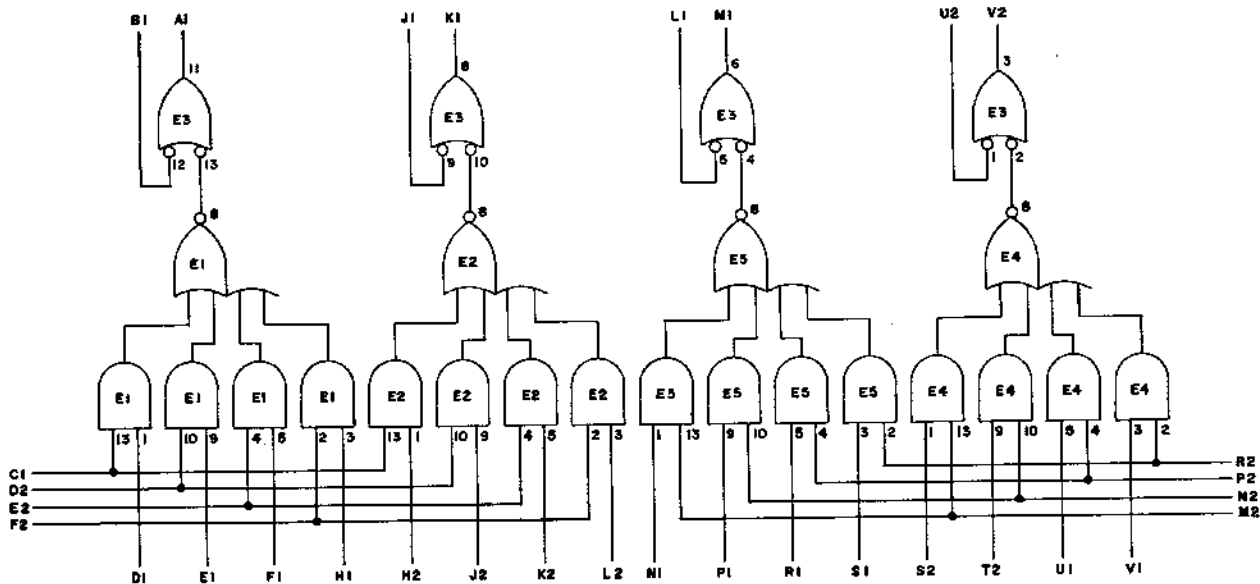 B1 A1 J1 K1 L1 M1 U2 V2
11 8 6 3
E3 E3 E3 E3
12 13 9 10 5 4 1 2
8 8 8 8
E1 E2 E5 E4
E1 E1 E1 E1 E2 E2 E2 E2 E5 E5 E5 E5 E4 E4 E4 E4
13 1 10 9 4 5 2 3 13 1 10 9 4 5 2 3 1 13 9 10 5 4 3 2 1 13 9 10 5 4 3 2
C1 R2
D2 P2
E2 N2
F2 M2
D1 E1 F1 H1 H2 J2 K2 L2 N1 P1 R1 S1 S2 T2 U1 V1